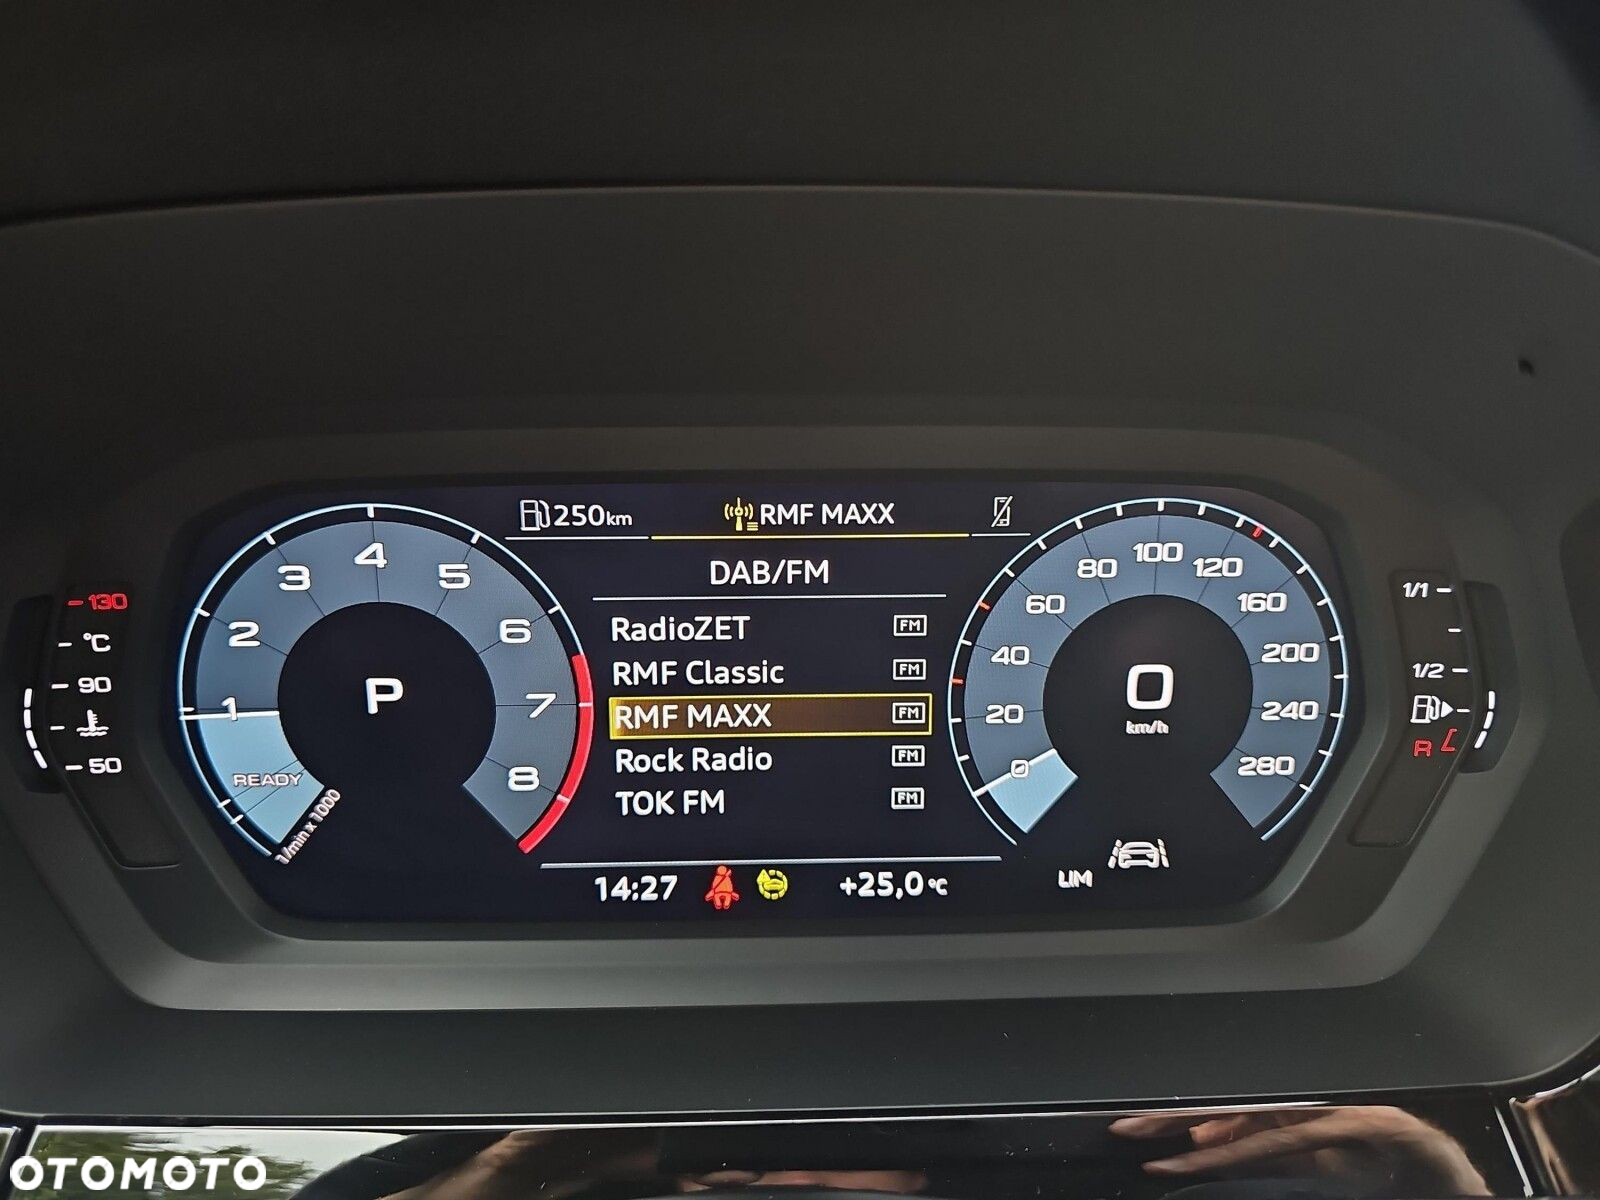 250km RMF MAXX
DAB/FM
RadioZET FM
RMF Classic FM
RMF MAXX FM
Rock Radio FM
TOK FM FM
14:27 +25,0°C
1 2 3 4 5 6 7 8
P
READY
1/min x 1000
0 20 40 60 80 100 120 160 200 240 280
0
km/h
LIM
130
°C
90
50
1/1
1/2
R
OTOMOTO